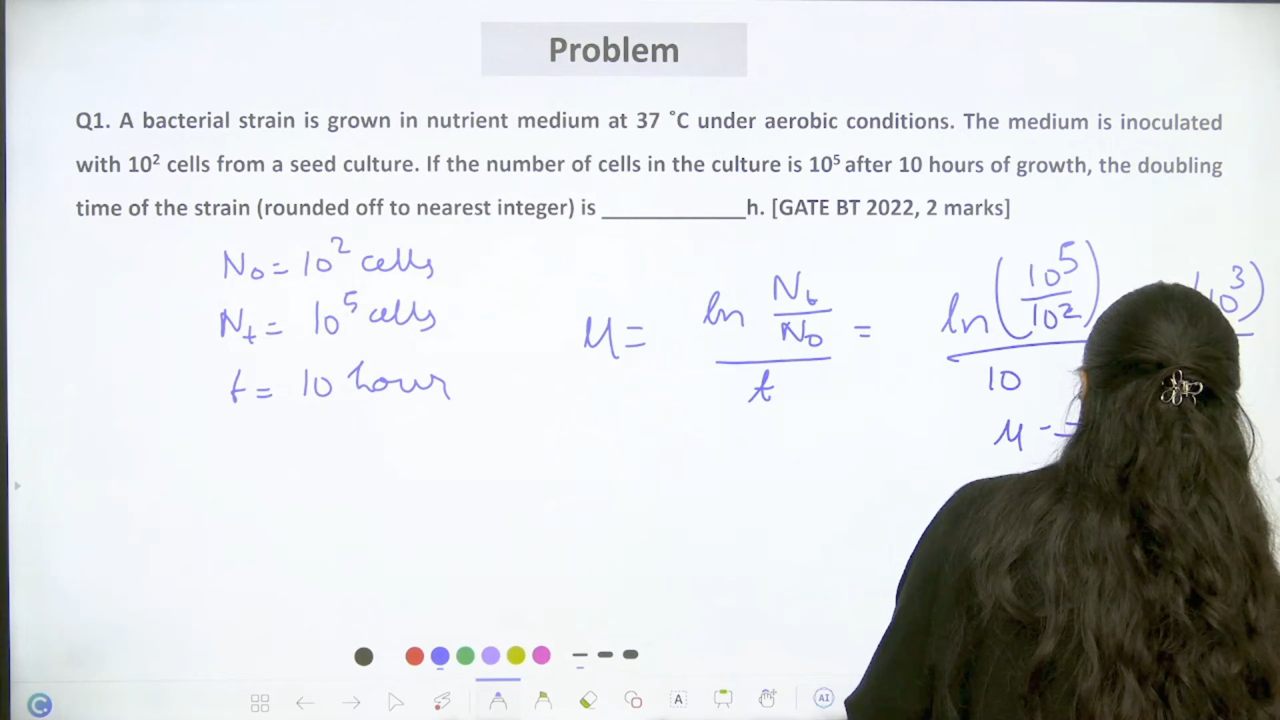 Problem
Q1. A bacterial strain is grown in nutrient medium at 37 ˚C under aerobic conditions. The medium is inoculated
with 10² cells from a seed culture. If the number of cells in the culture is 10⁵ after 10 hours of growth, the doubling
time of the strain (rounded off to nearest integer) is ____________h. [GATE BT 2022, 2 marks]
N₀ = 10² cells
Nₜ = 10⁵ cells
t = 10 hour
μ = ln Nₜ/N₀ / t = ln (10⁵/10²) / 10 (10³)
μ =
A
AI